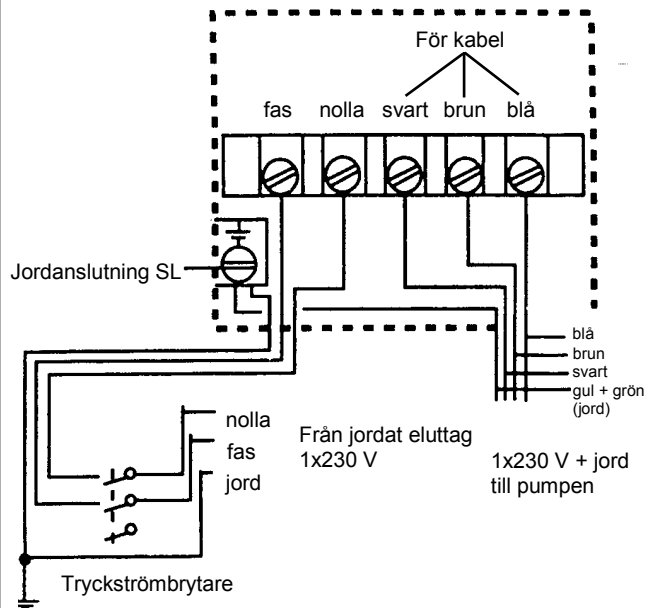 För kabel
fas nolla svart brun blå
Jordanslutning SL
blå
brun
svart
gul + grön
(jord)
nolla
fas
jord
Från jordat eluttag
1x230 V
1x230 V + jord
till pumpen
Tryckströmbrytare